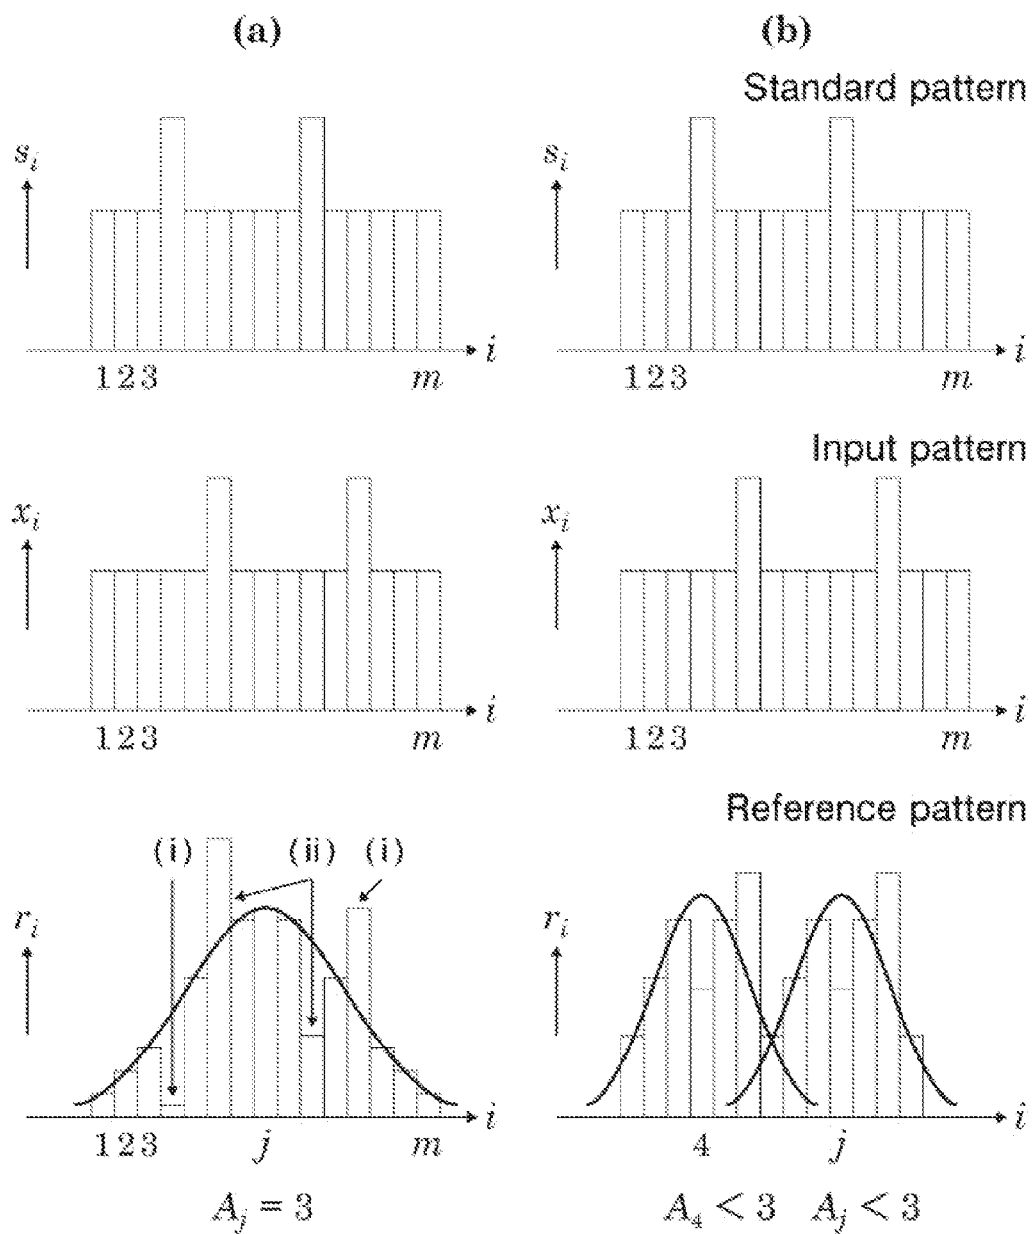 (a) (b)
Standard pattern
s_i s_i
i i
1 2 3 m 1 2 3 m
Input pattern
x_i x_i
i i
1 2 3 m 1 2 3 m
Reference pattern
(i) (ii) (i)
r_i r_i
i i
1 2 3 j m 4 j
A_j = 3 A_4 < 3 A_j < 3